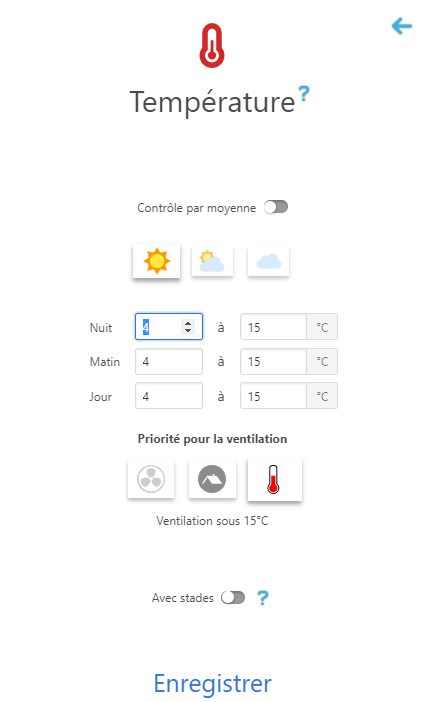 Température?
Contrôle par moyenne
Nuit 4 à 15 °C
Matin 4 à 15 °C
Jour 4 à 15 °C
Priorité pour la ventilation
Ventilation sous 15°C
Avec stades ?
Enregistrer